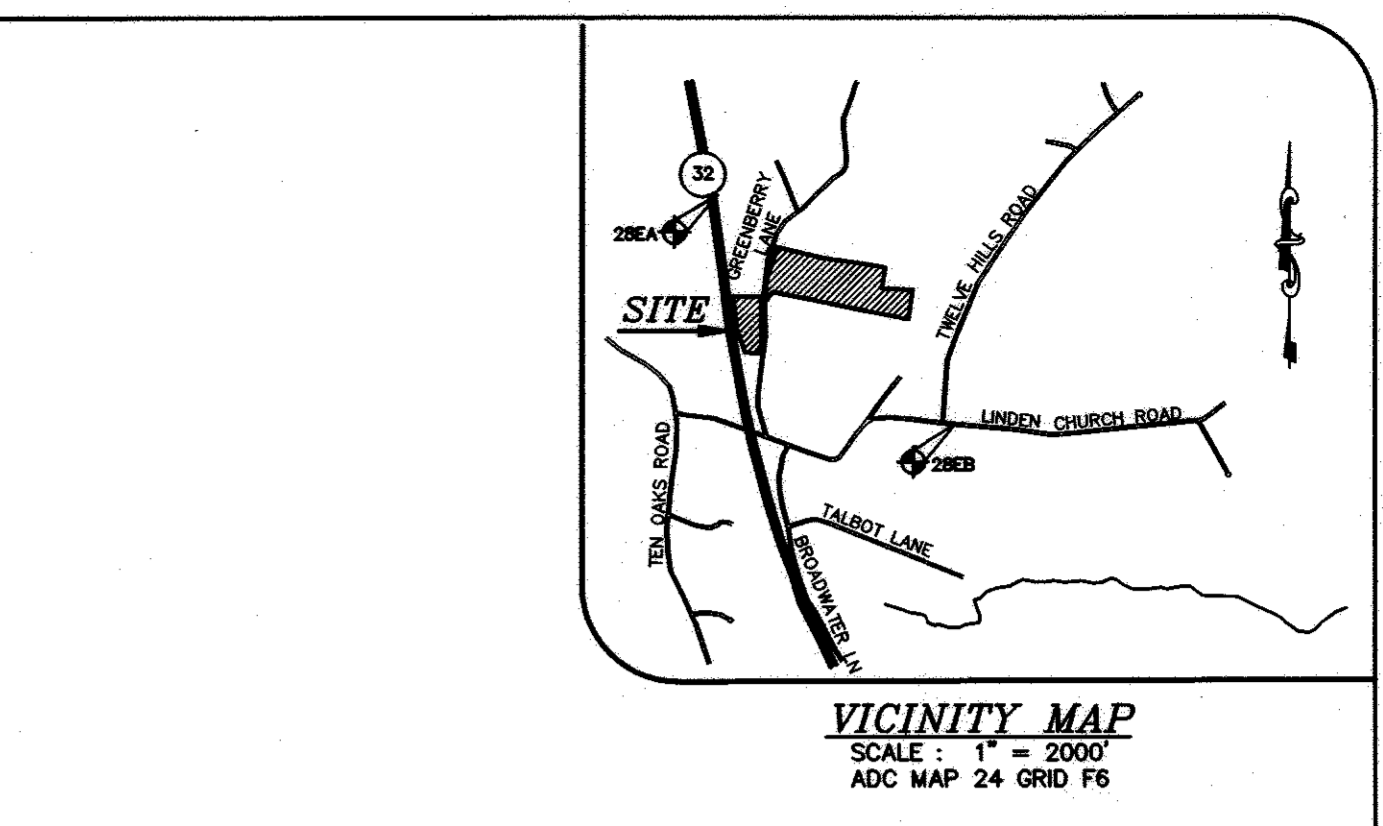 32
28EA
GREENBERRY
LANE
TWELVE HILLS ROAD
SITE
LINDEN CHURCH ROAD
28EB
TEN OAKS ROAD
TALBOT LANE
BROADWATER LN
VICINITY MAP
SCALE : 1" = 2000'
ADC MAP 24 GRID F6